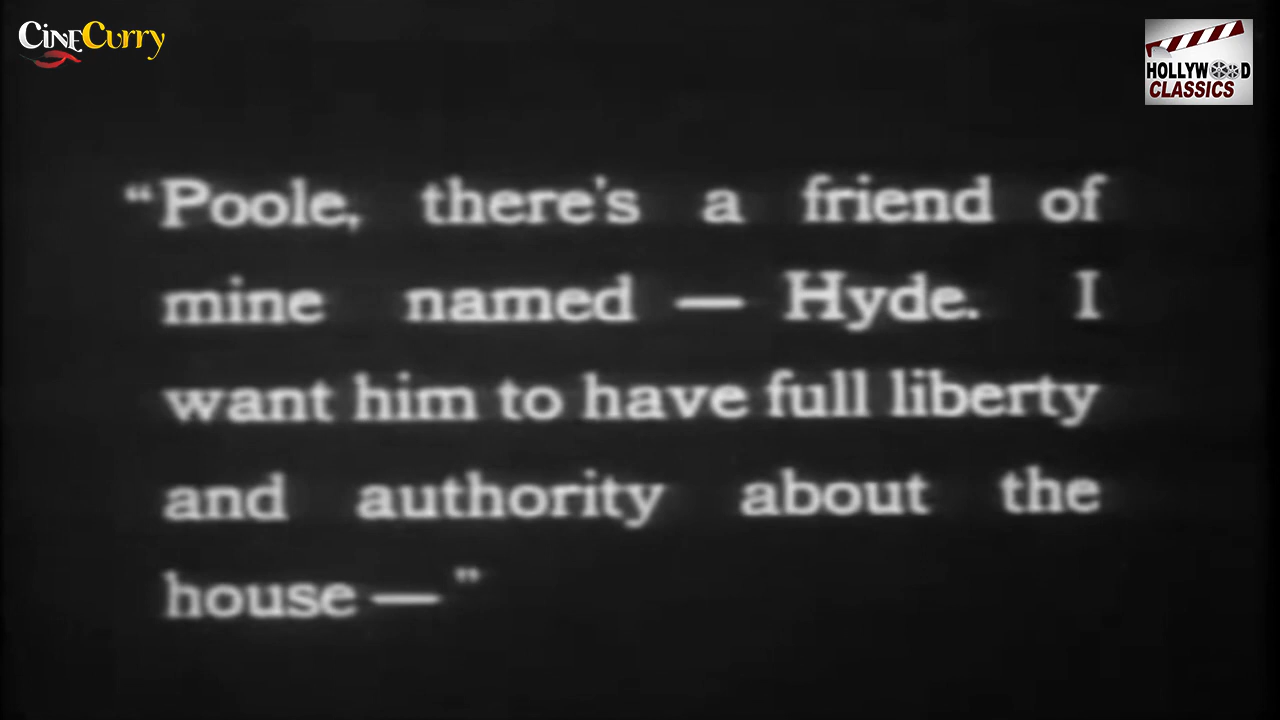 CineCurry
HOLLYWOOD
CLASSICS
“Poole, there's a friend of
mine named — Hyde. I
want him to have full liberty
and authority about the
house — ”